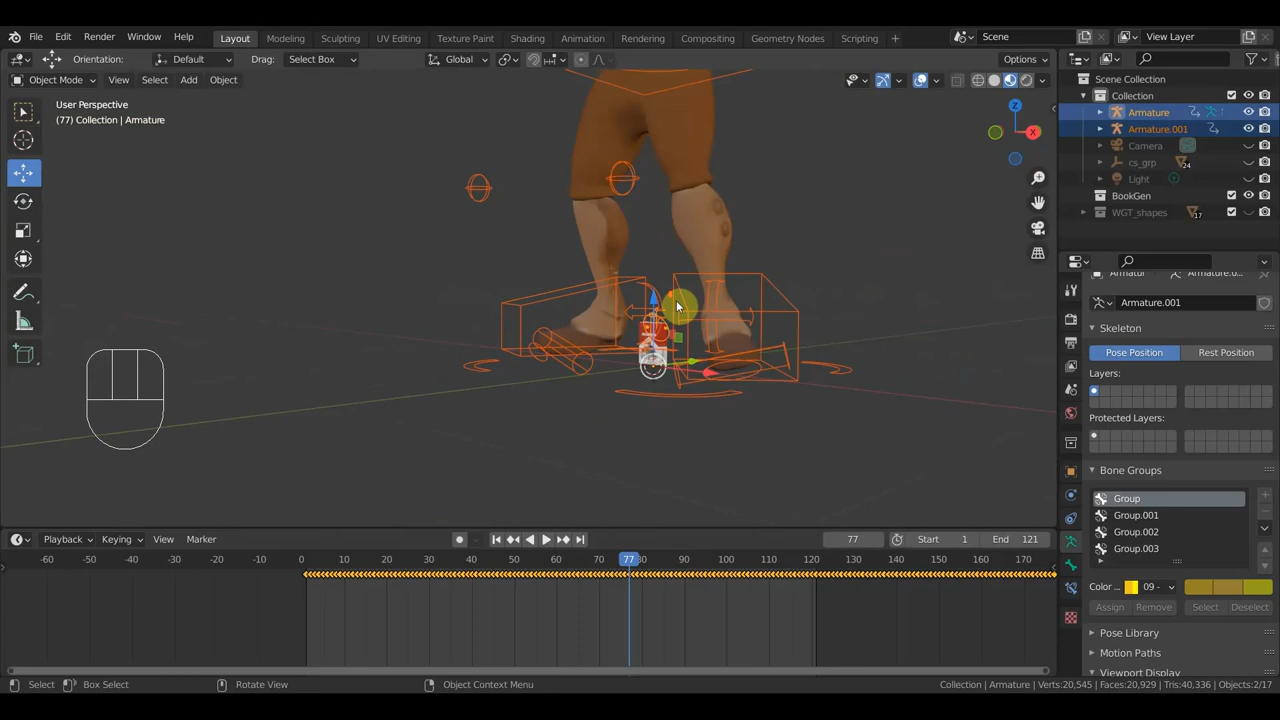 File Edit Render Window Help Layout Modeling Sculpting UV Editing Texture Paint Shading Animation Rendering Compositing Geometry Nodes Scripting + Scene View Layer
Orientation: Default Drag: Select Box Global Options
Object Mode View Select Add Object
User Perspective
(77) Collection | Armature
Z
X
Scene Collection
Collection
Armature
Armature.001
Camera
cs_grp 24
Light
BookGen
WGT_shapes 17
Armature.001
Skeleton
Pose Position Rest Position
Layers:
Protected Layers:
Bone Groups
Group
Group.001
Group.002
Group.003
Color ... 09 -
Assign Remove Select Deselect
Pose Library
Motion Paths
Viewport Display
Playback Keying View Marker 77 Start 1 End 121
-60 -50 -40 -30 -20 -10 0 10 20 30 40 50 60 70 77 80 90 100 110 120 130 140 150 160 170
Select Box Select Rotate View Object Context Menu Collection | Armature | Verts:20,545 | Faces:20,929 | Tris:40,336 | Objects:2/17